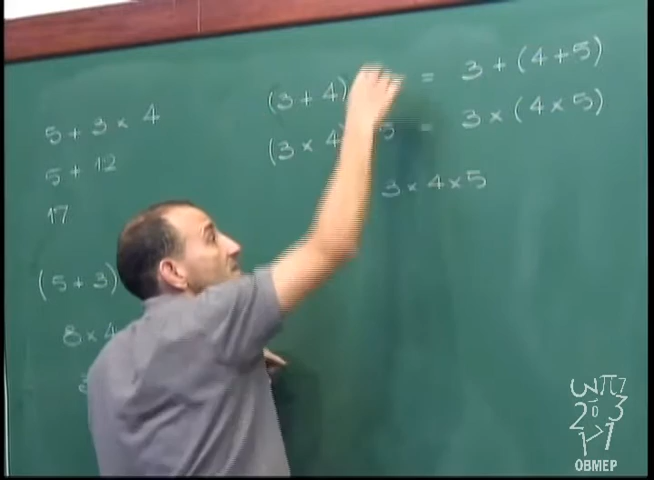 5 + 3 × 4
5 + 12
17
(5 + 3)
8 × 4
(3 + 4) = 3 + (4 + 5)
(3 × 4 5 = 3 × (4 × 5)
3 × 4 × 5
OBMEP